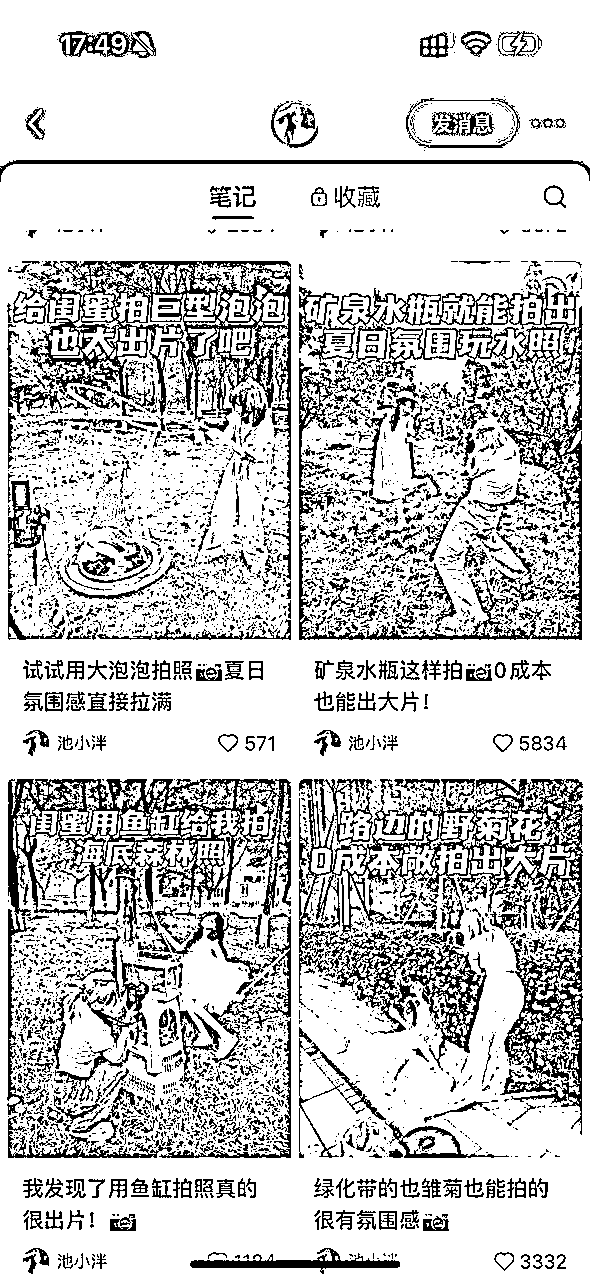 17:49
发消息
笔记
收藏
给闺蜜拍巨型泡泡
也太出片了吧
矿泉水瓶就能拍出
夏日氛围玩水照
试试用大泡泡拍照📷夏日
氛围感直接拉满
池小泮
571
矿泉水瓶这样拍📷0成本
也能出大片!
池小泮
5834
闺蜜用鱼缸给我拍
海底森林照
路边的野菊花
0成本做拍出大片
我发现了用鱼缸拍照真的
很出片! 📷
池小泮
1184
绿化带的也雏菊也能拍的
很有氛围感📷
池小泮
3332